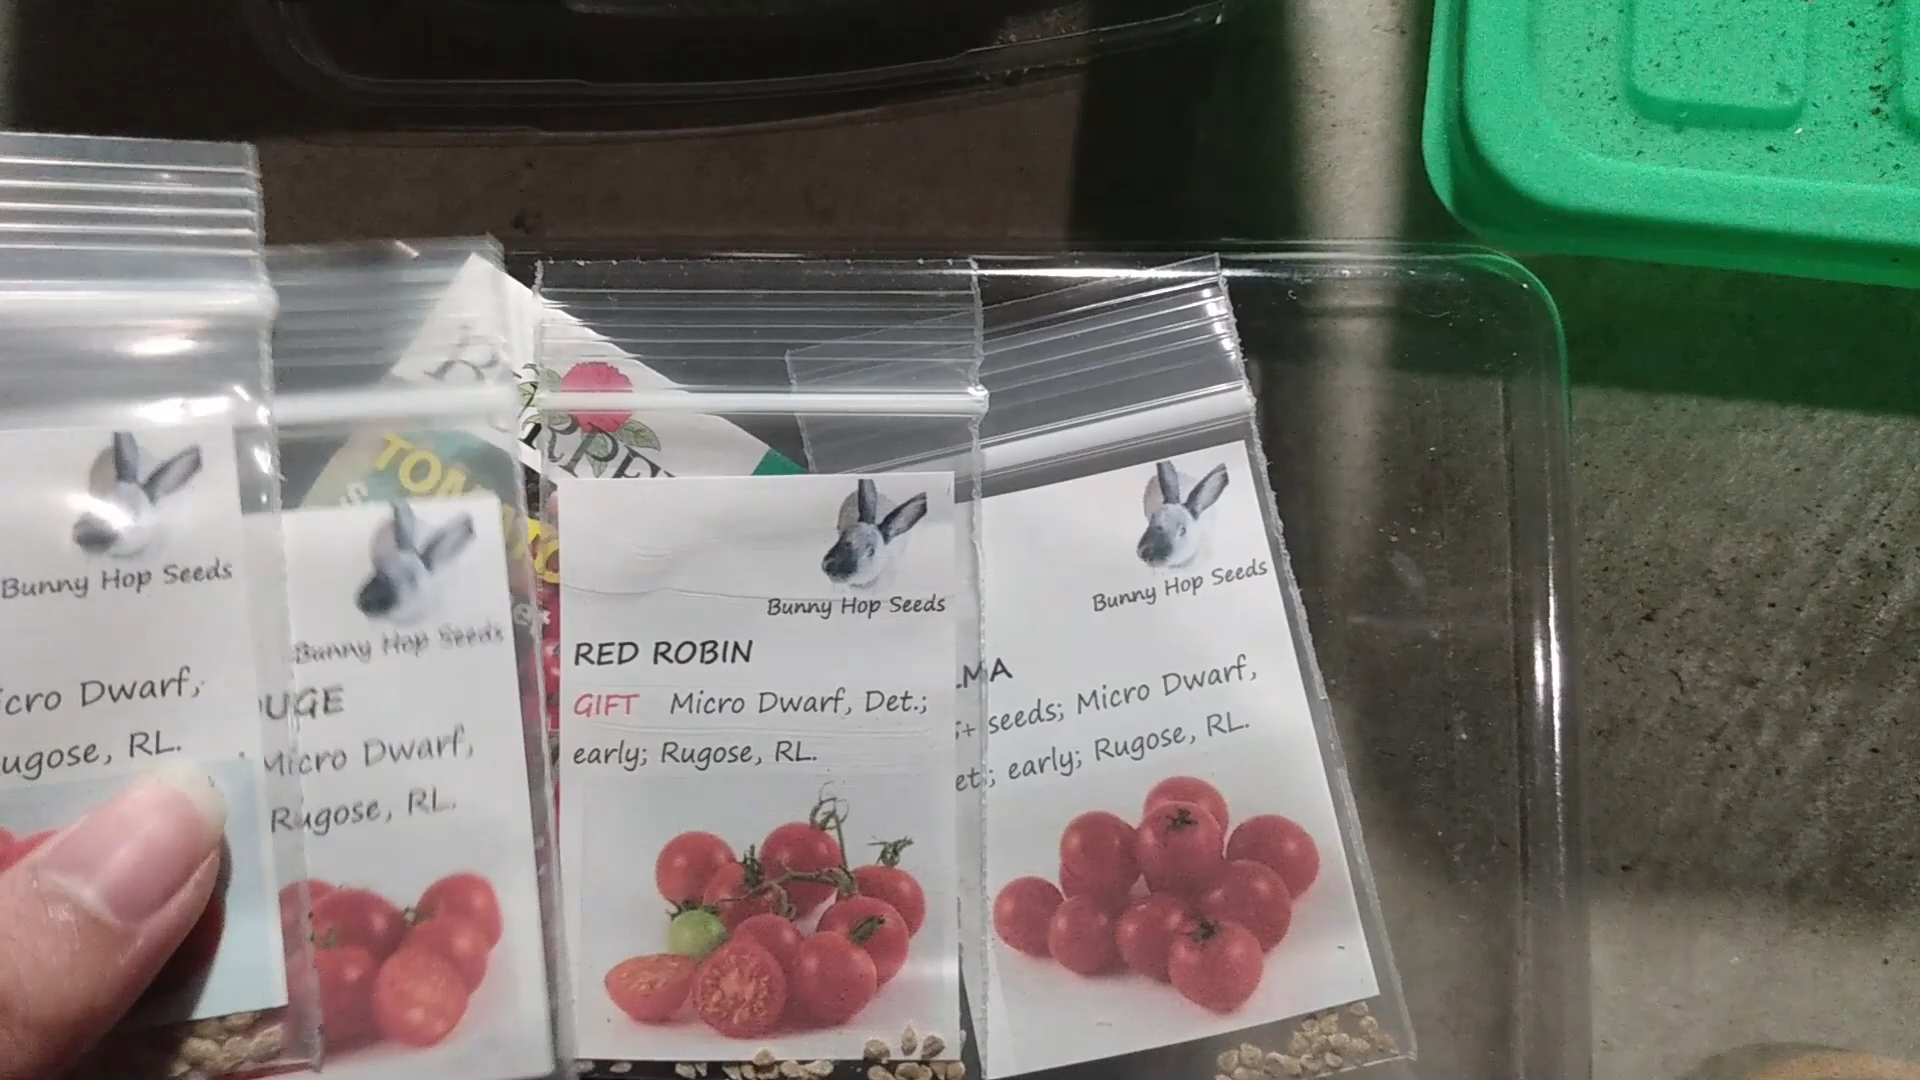 Bunny Hop Seeds
icro Dwarf,
ugose, RL.
TOM
Bunny Hop Seeds
UGE
Micro Dwarf,
Rugose, RL.
RPE
Bunny Hop Seeds
RED ROBIN
GIFT Micro Dwarf, Det.;
early; Rugose, RL.
Bunny Hop Seeds
MA
+ seeds; Micro Dwarf,
et.; early; Rugose, RL.